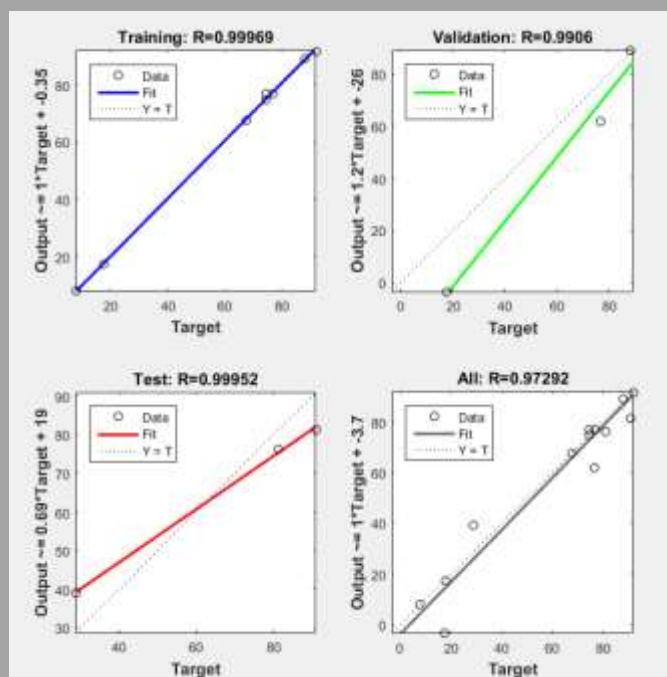 Training: R=0.99969
Output ~= 1*Target + -0.35
Data
Fit
Y = T
80
60
40
20
20
40
60
80
Target
Validation: R=0.9906
Output ~= 1.2*Target + -26
Data
Fit
Y = T
80
60
40
20
0
0
20
40
60
80
Target
Test: R=0.99952
Output ~= 0.69*Target + 19
Data
Fit
Y = T
90
80
70
60
50
40
30
40
60
80
Target
All: R=0.97292
Output ~= 1*Target + -3.7
Data
Fit
Y = T
80
60
40
20
0
0
20
40
60
80
Target